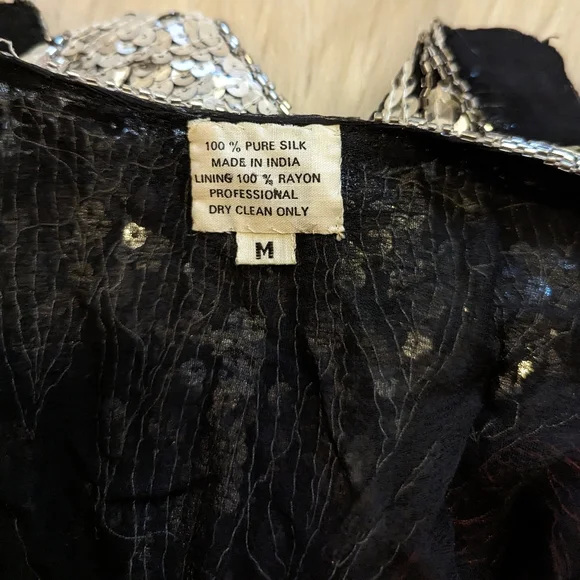 100 % PURE SILK
MADE IN INDIA
LINING 100 % RAYON
PROFESSIONAL
DRY CLEAN ONLY
M